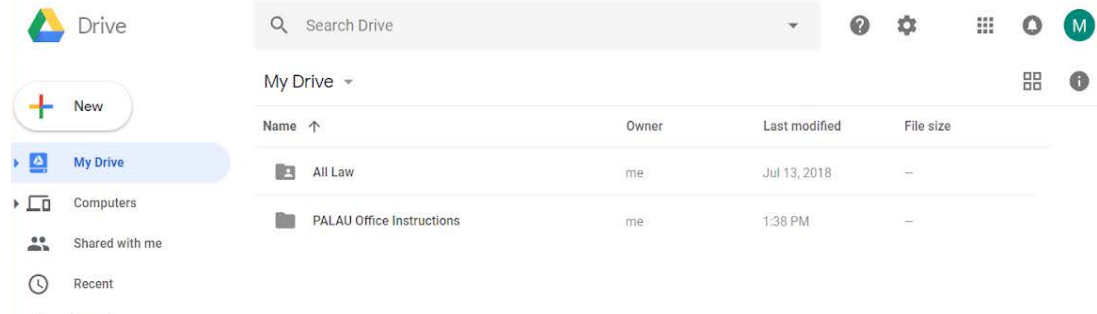 Drive
Search Drive
M
My Drive
New
Name Owner Last modified File size
My Drive
All Law me Jul 13, 2018 –
Computers
PALAU Office Instructions me 1:38 PM –
Shared with me
Recent